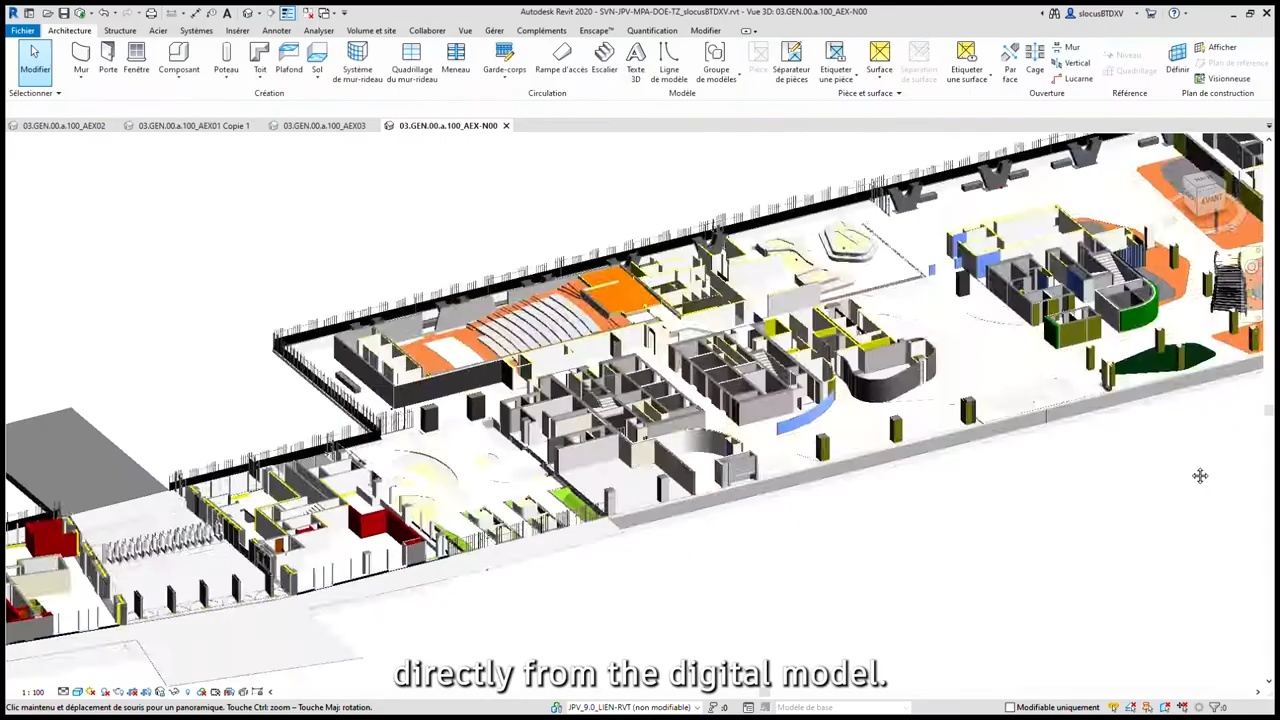 Autodesk Revit 2020 - SVN-JPV-MPA-DOE-TZ_slocusBTDXV.rvt - Vue 3D: 03.GEN.00.a.100_AEX-N00
slocusBTDXV
Fichier Architecture Structure Acier Systèmes Insérer Annoter Analyser Volume et site Collaborer Vue Gérer Compléments Enscape™ Quantification Modifier
Modifier
Mur
Porte
Fenêtre
Composant
Poteau
Toit
Plafond
Sol
Système
de mur-rideau
Quadrillage
du mur-rideau
Meneau
Garde-corps
Rampe d'accès
Escalier
Texte
3D
Ligne
de modèle
Groupe
de modèles
Pièce
Séparateur
de pièces
Etiqueter
une pièce
Surface
Séparation
de surface
Etiqueter
une surface
Par
face
Cage
Mur
Vertical
Lucarne
Niveau
Quadrillage
Définir
Afficher
Plan de référence
Visionneuse
Sélectionner
Création
Circulation
Modèle
Pièce et surface
Ouverture
Référence
Plan de construction
03.GEN.00.a.100_AEX02 03.GEN.00.a.100_AEX01 Copie 1 03.GEN.00.a.100_AEX03 03.GEN.00.a.100_AEX-N00
AVANT
directly from the digital model.
1 : 100
Clic maintenu et déplacement de souris pour un panoramique. Touche Ctrl: zoom – Touche Maj: rotation. JPV_9.0_LIEN-RVT (non modifiable) :0 Modèle de base Modifiable uniquement :0